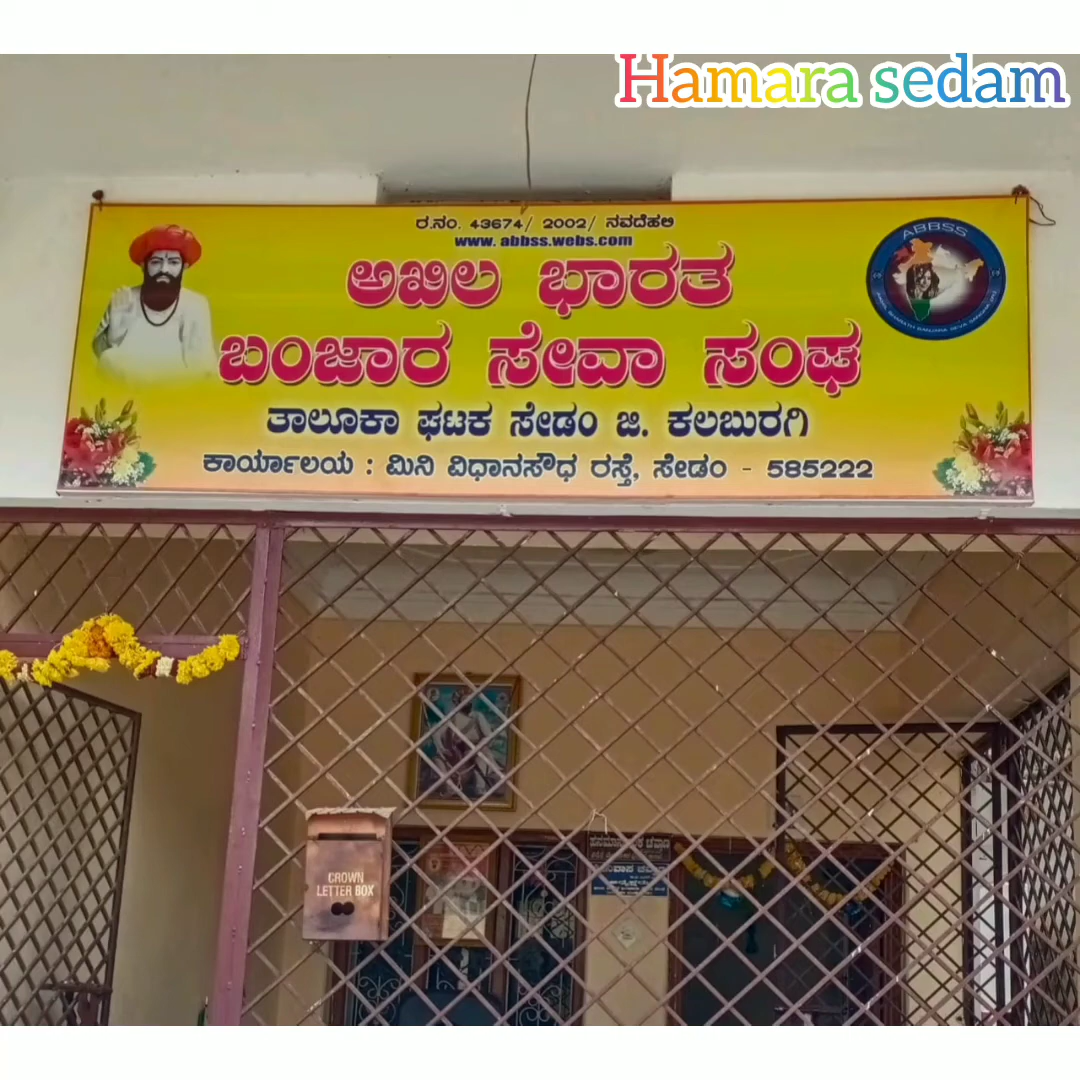 Hamara sedam
ರ.ನಂ. 43674/ 2002/ ನವದೆಹಲಿ
www.abbss.webs.com
ಅಖಿಲ ಭಾರತ
ಬಂಜಾರ ಸೇವಾ ಸಂಘ
ತಾಲೂಕಾ ಘಟಕ ಸೇಡಂ ಜಿ. ಕಲಬುರಗಿ
ಕಾರ್ಯಾಲಯ : ಮಿನಿ ವಿಧಾನಸೌಧ ರಸ್ತೆ, ಸೇಡಂ - 585222
ABBSS
CROWN
LETTER BOX